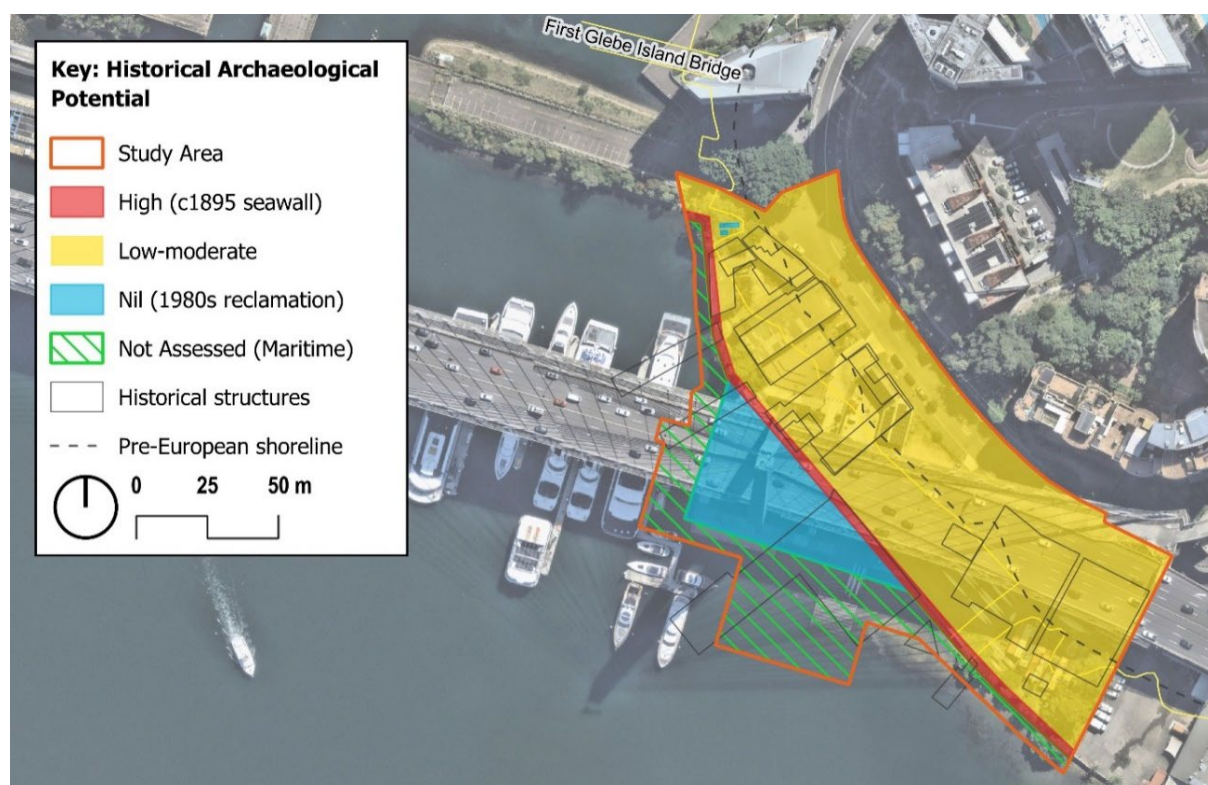 First Glebe Island Bridge
Key: Historical Archaeological
Potential
Study Area
High (c1895 seawall)
Low-moderate
Nil (1980s reclamation)
Not Assessed (Maritime)
Historical structures
Pre-European shoreline
0 25 50 m